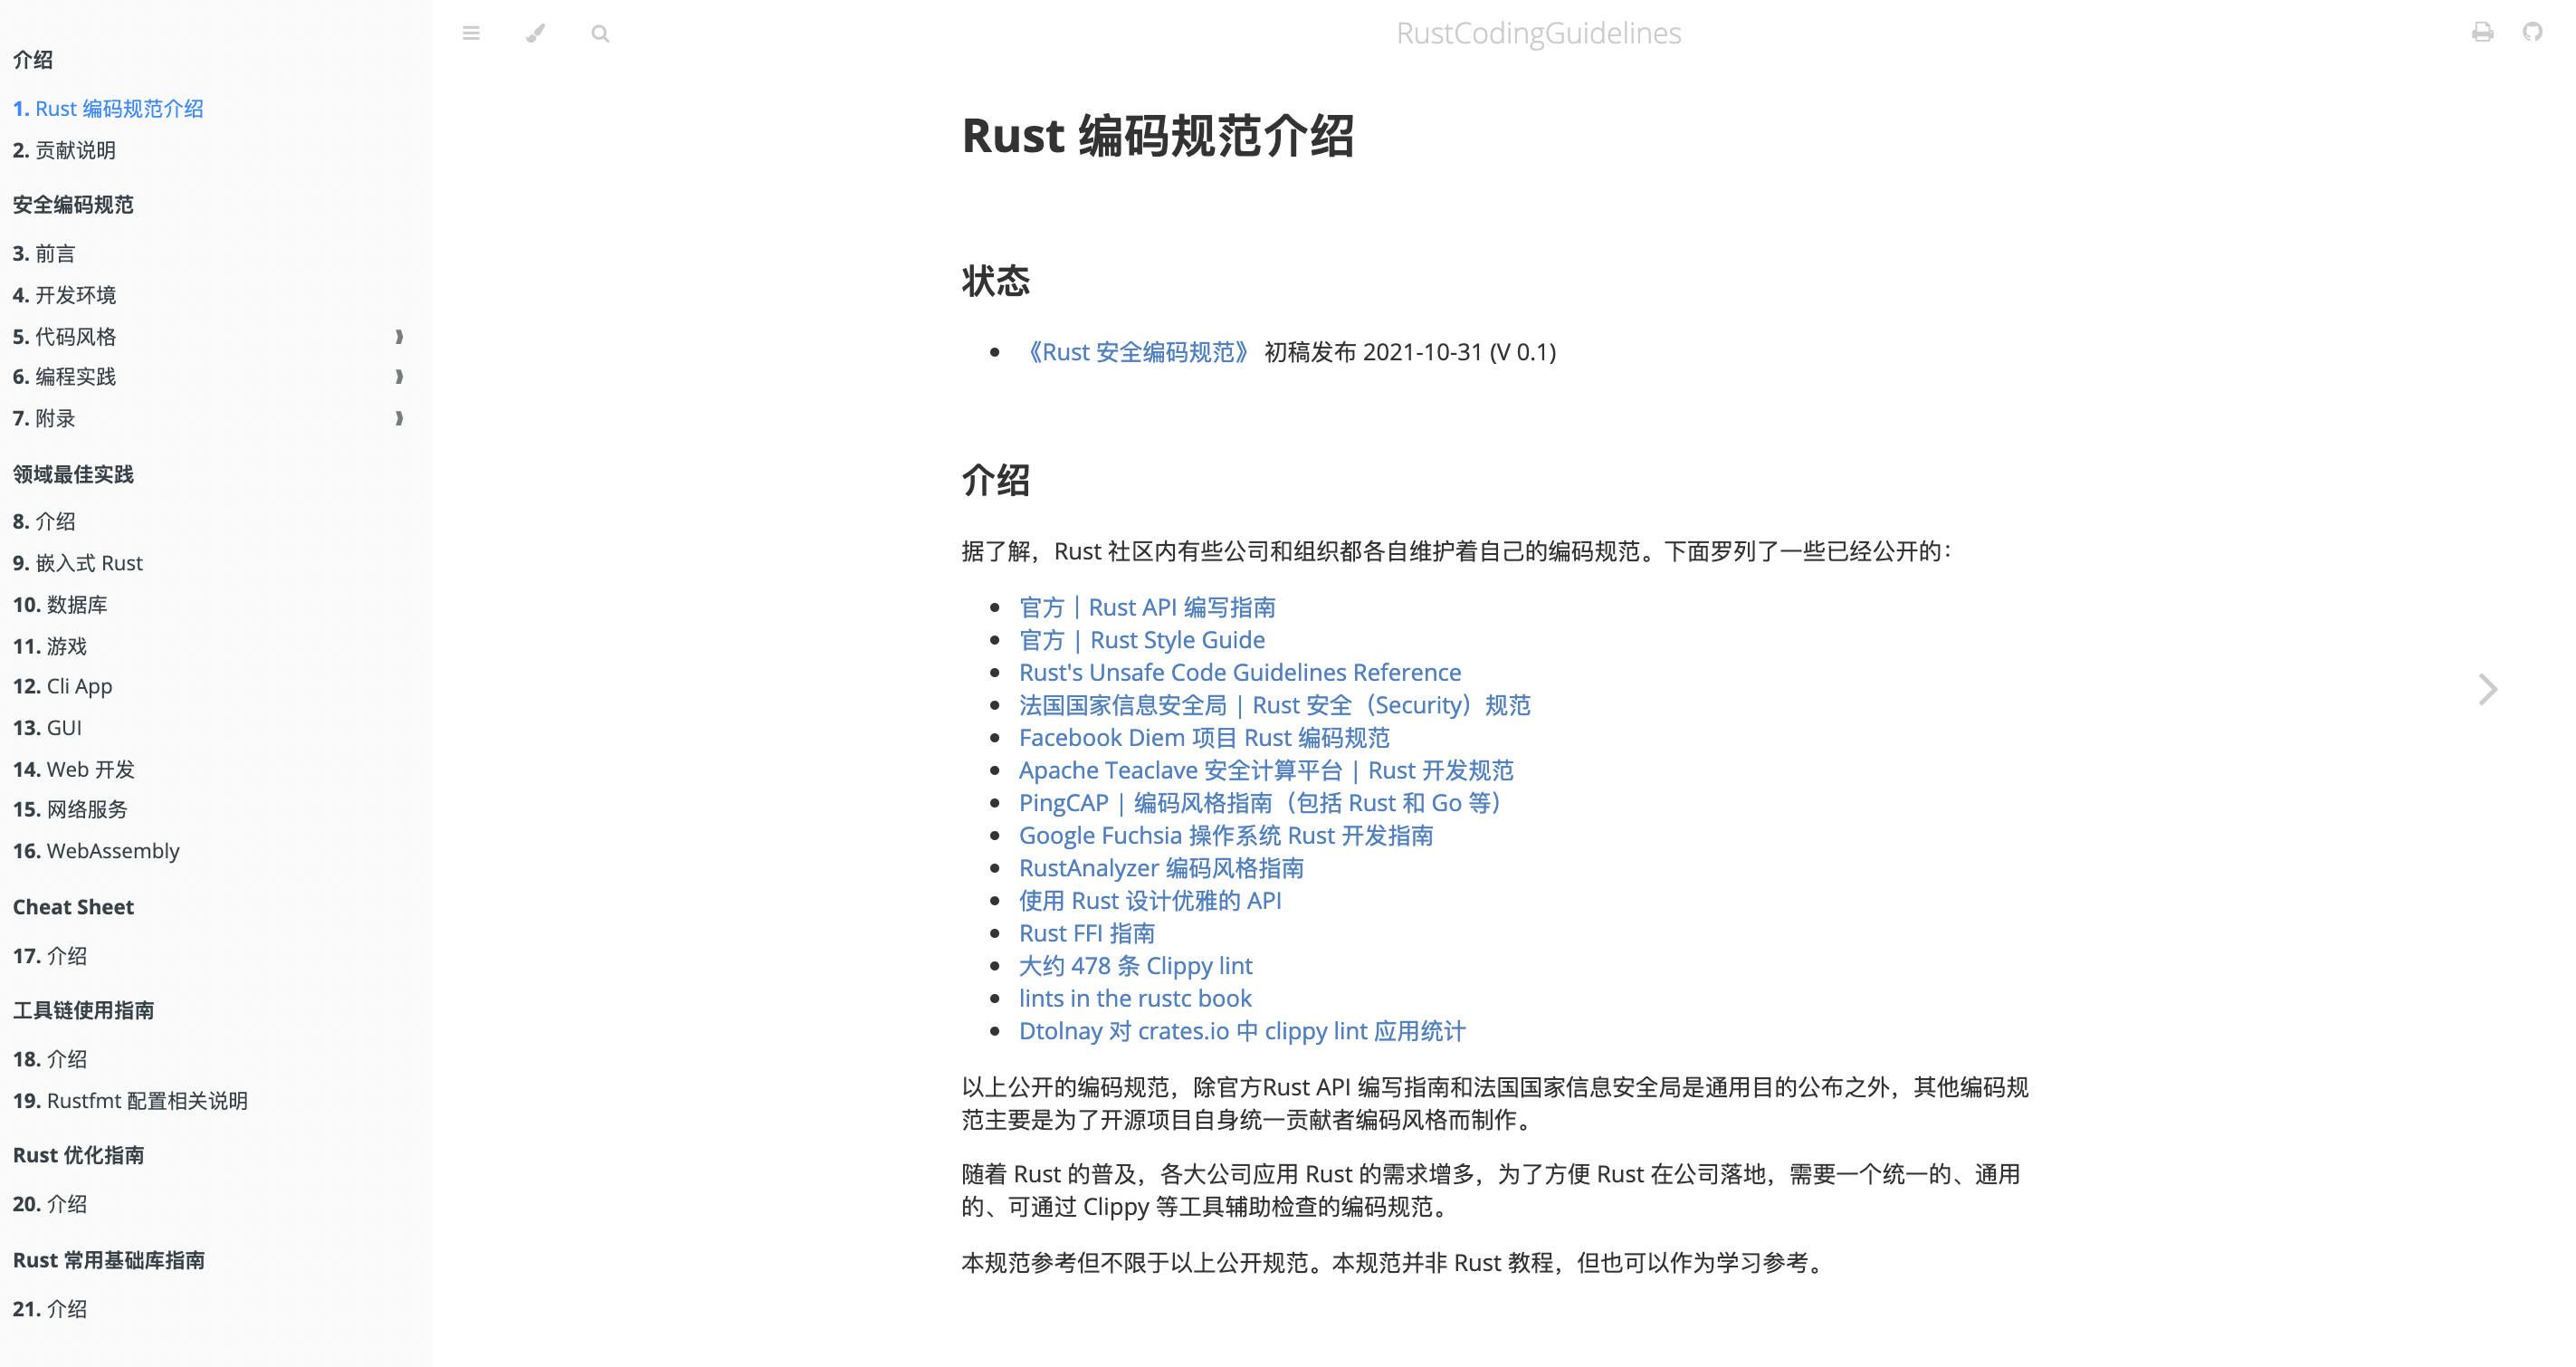 介绍
1. Rust 编码规范介绍
2. 贡献说明
安全编码规范
3. 前言
4. 开发环境
5. 代码风格
6. 编程实践
7. 附录
领域最佳实践
8. 介绍
9. 嵌入式 Rust
10. 数据库
11. 游戏
12. Cli App
13. GUI
14. Web 开发
15. 网络服务
16. WebAssembly
Cheat Sheet
17. 介绍
工具链使用指南
18. 介绍
19. Rustfmt 配置相关说明
Rust 优化指南
20. 介绍
Rust 常用基础库指南
21. 介绍
RustCodingGuidelines
Rust 编码规范介绍
状态
《Rust 安全编码规范》 初稿发布 2021-10-31 (V 0.1)
介绍
据了解，Rust 社区内有些公司和组织都各自维护着自己的编码规范。下面罗列了一些已经公开的：
官方｜Rust API 编写指南
官方 | Rust Style Guide
Rust's Unsafe Code Guidelines Reference
法国国家信息安全局 | Rust 安全（Security）规范
Facebook Diem 项目 Rust 编码规范
Apache Teaclave 安全计算平台 | Rust 开发规范
PingCAP | 编码风格指南（包括 Rust 和 Go 等）
Google Fuchsia 操作系统 Rust 开发指南
RustAnalyzer 编码风格指南
使用 Rust 设计优雅的 API
Rust FFI 指南
大约 478 条 Clippy lint
lints in the rustc book
Dtolnay 对 crates.io 中 clippy lint 应用统计
以上公开的编码规范，除官方Rust API 编写指南和法国国家信息安全局是通用目的公布之外，其他编码规
范主要是为了开源项目自身统一贡献者编码风格而制作。
随着 Rust 的普及，各大公司应用 Rust 的需求增多，为了方便 Rust 在公司落地，需要一个统一的、通用
的、可通过 Clippy 等工具辅助检查的编码规范。
本规范参考但不限于以上公开规范。本规范并非 Rust 教程，但也可以作为学习参考。